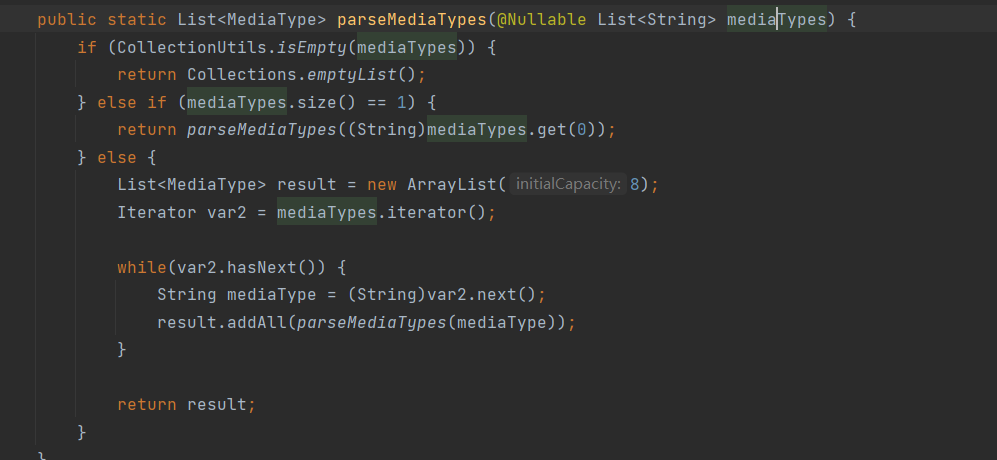 public static List<MediaType> parseMediaTypes(@Nullable List<String> mediaTypes) {
if (CollectionUtils.isEmpty(mediaTypes)) {
return Collections.emptyList();
} else if (mediaTypes.size() == 1) {
return parseMediaTypes((String)mediaTypes.get(0));
} else {
List<MediaType> result = new ArrayList( initialCapacity: 8);
Iterator var2 = mediaTypes.iterator();
while(var2.hasNext()) {
String mediaType = (String)var2.next();
result.addAll(parseMediaTypes(mediaType));
}
return result;
}
}